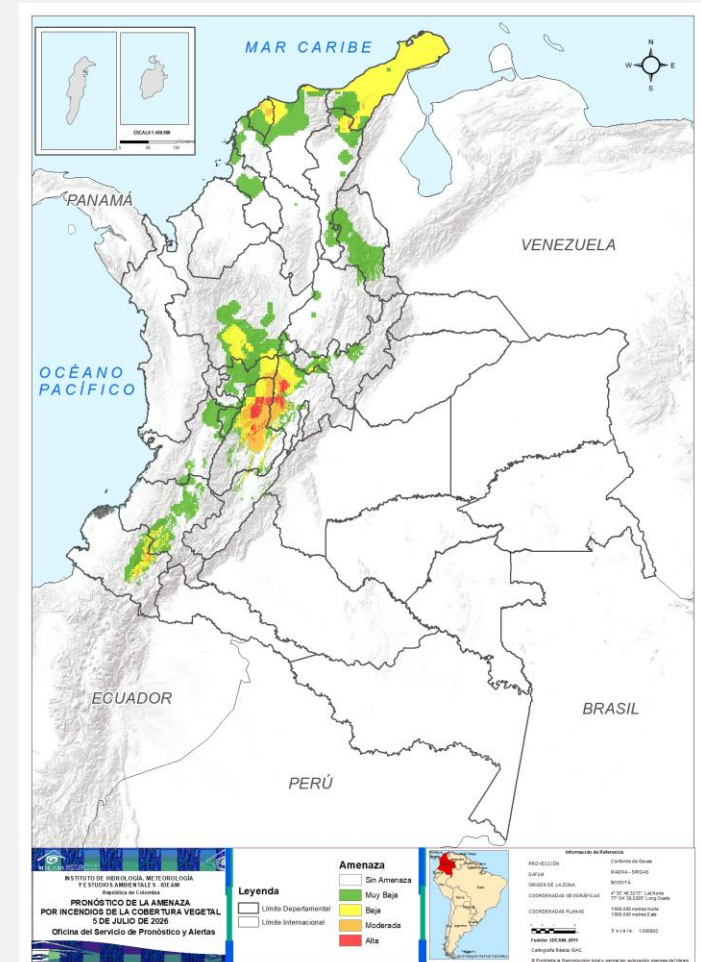 MAR CARIBE
N
W
E
S
ESCALA 1:400.000
PANAMÁ
VENEZUELA
OCÉANO
PACÍFICO
ECUADOR
BRASIL
PERÚ
INSTITUTO DE HIDROLOGÍA, METEOROLOGÍA
Y ESTUDIOS AMBIENTALES - IDEAM
República de Colombia
PRONÓSTICO DE LA AMENAZA
POR INCENDIOS DE LA COBERTURA VEGETAL
5 DE JULIO DE 2026
Oficina del Servicio de Pronóstico y Alertas
Leyenda
Límite Departamental
Límite Internacional
Amenaza
Sin Amenaza
Muy Baja
Baja
Moderada
Alta
Información de Referencia
PROYECCIÓN
Conforme de Gauss
DATUM
MAGNA - SIRGAS
ORIGEN DE LA ZONA
BOGOTÁ
COORDENADAS GEOGRÁFICAS
COORDENADAS PLANAS
1'000.000 metros Norte
1'000.000 metros Este
Fuente: IDEAM,
Cartografía Básica: IGAC